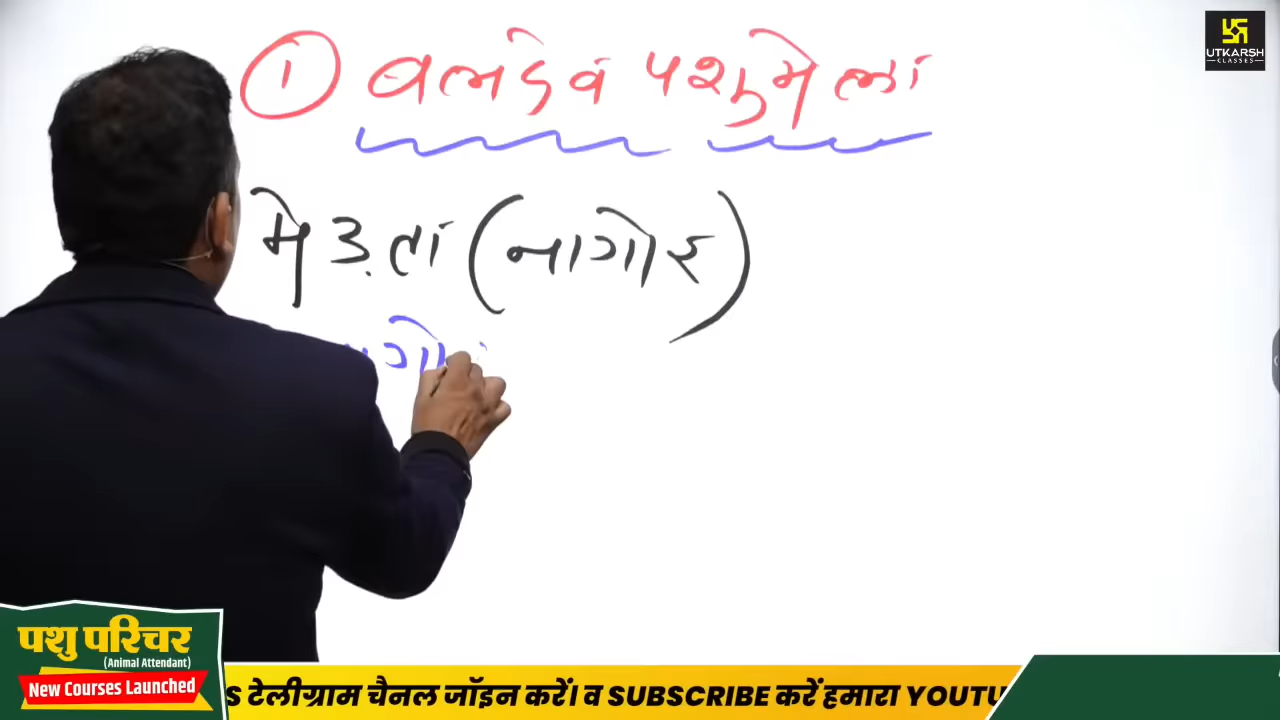 UTKARSH
CLASSES
① बलदेव पशुमेला
मेड़ता (नागौर)
गो
पशु परिचर
(Animal Attendant)
New Courses Launched
S टेलीग्राम चैनल जॉइन करें। व SUBSCRIBE करें हमारा YOUTU